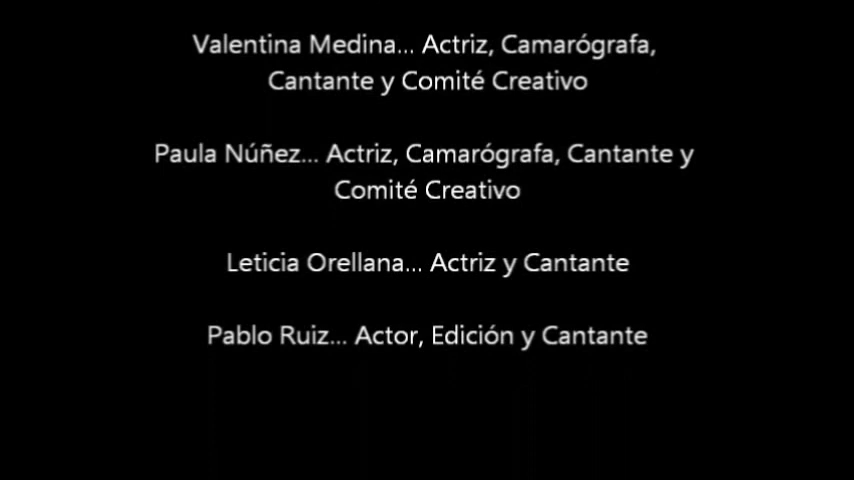 Valentina Medina... Actriz, Camarógrafa,
Cantante y Comité Creativo
Paula Núñez... Actriz, Camarógrafa, Cantante y
Comité Creativo
Leticia Orellana... Actriz y Cantante
Pablo Ruiz... Actor, Edición y Cantante